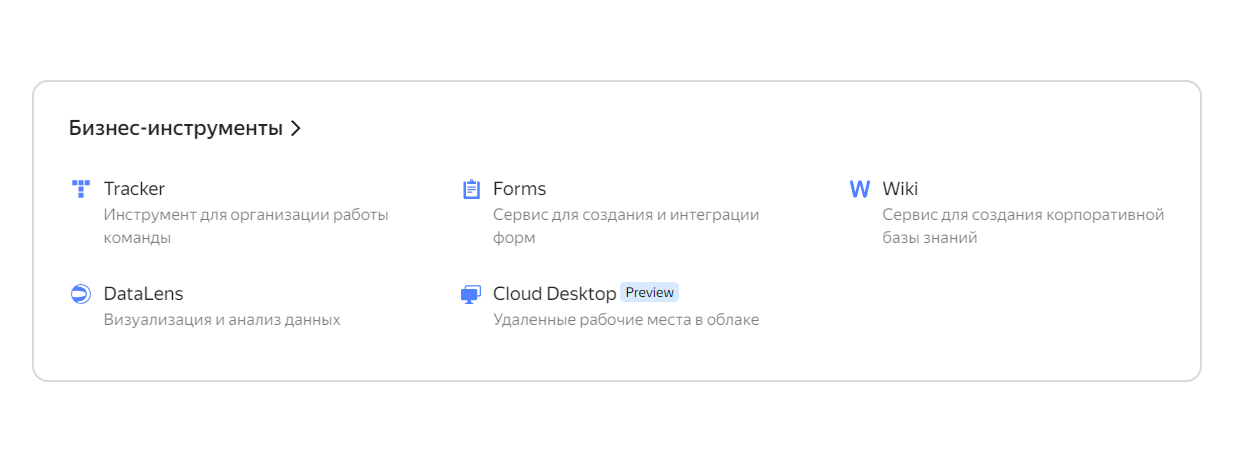 Бизнес-инструменты
Tracker
Инструмент для организации работы
команды
Forms
Сервис для создания и интеграции
форм
Wiki
Сервис для создания корпоративной
базы знаний
DataLens
Визуализация и анализ данных
Cloud Desktop Preview
Удаленные рабочие места в облаке